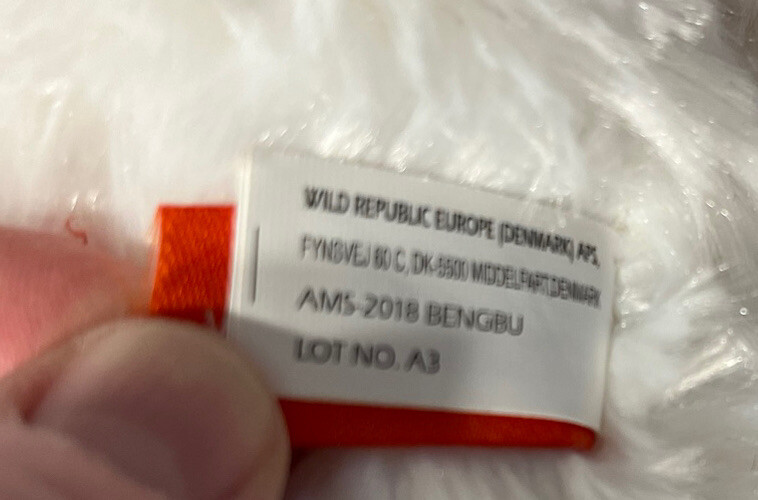 WILD REPUBLIC EUROPE (DENMARK) APS,
FYNSVEJ 60 C, DK-5500 MIDDELFART,DENMARK
AMS-2018 BENGBU
LOT NO. A3